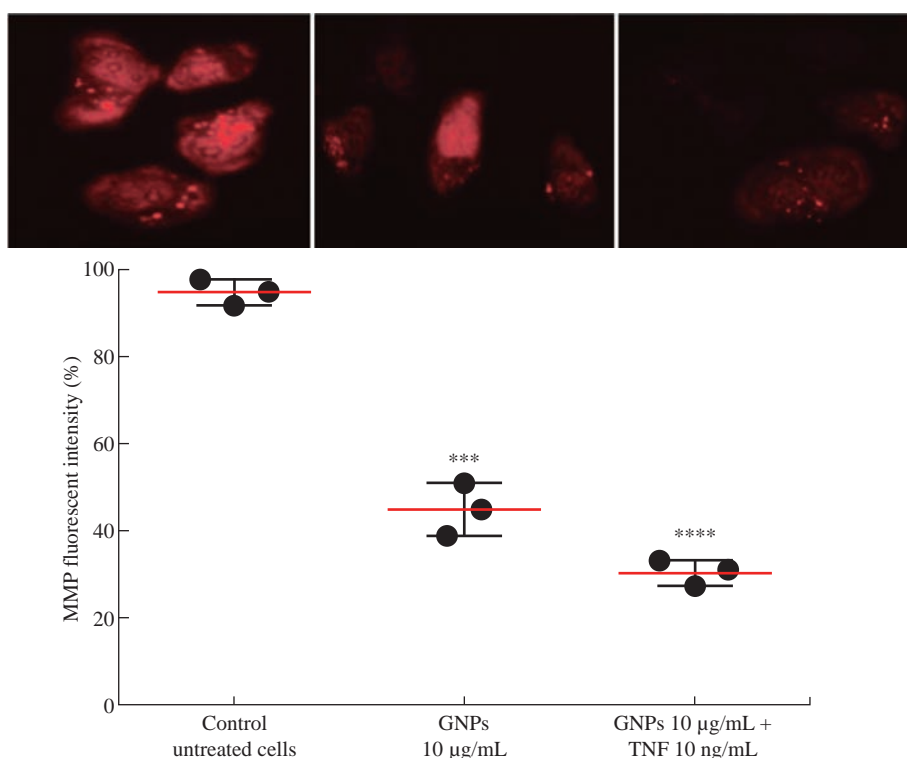 100
80
60
40
20
0
MMP fluorescent intensity (%)
***
****
Control
untreated cells
GNPs
10 µg/mL
GNPs 10 µg/mL +
TNF 10 ng/mL